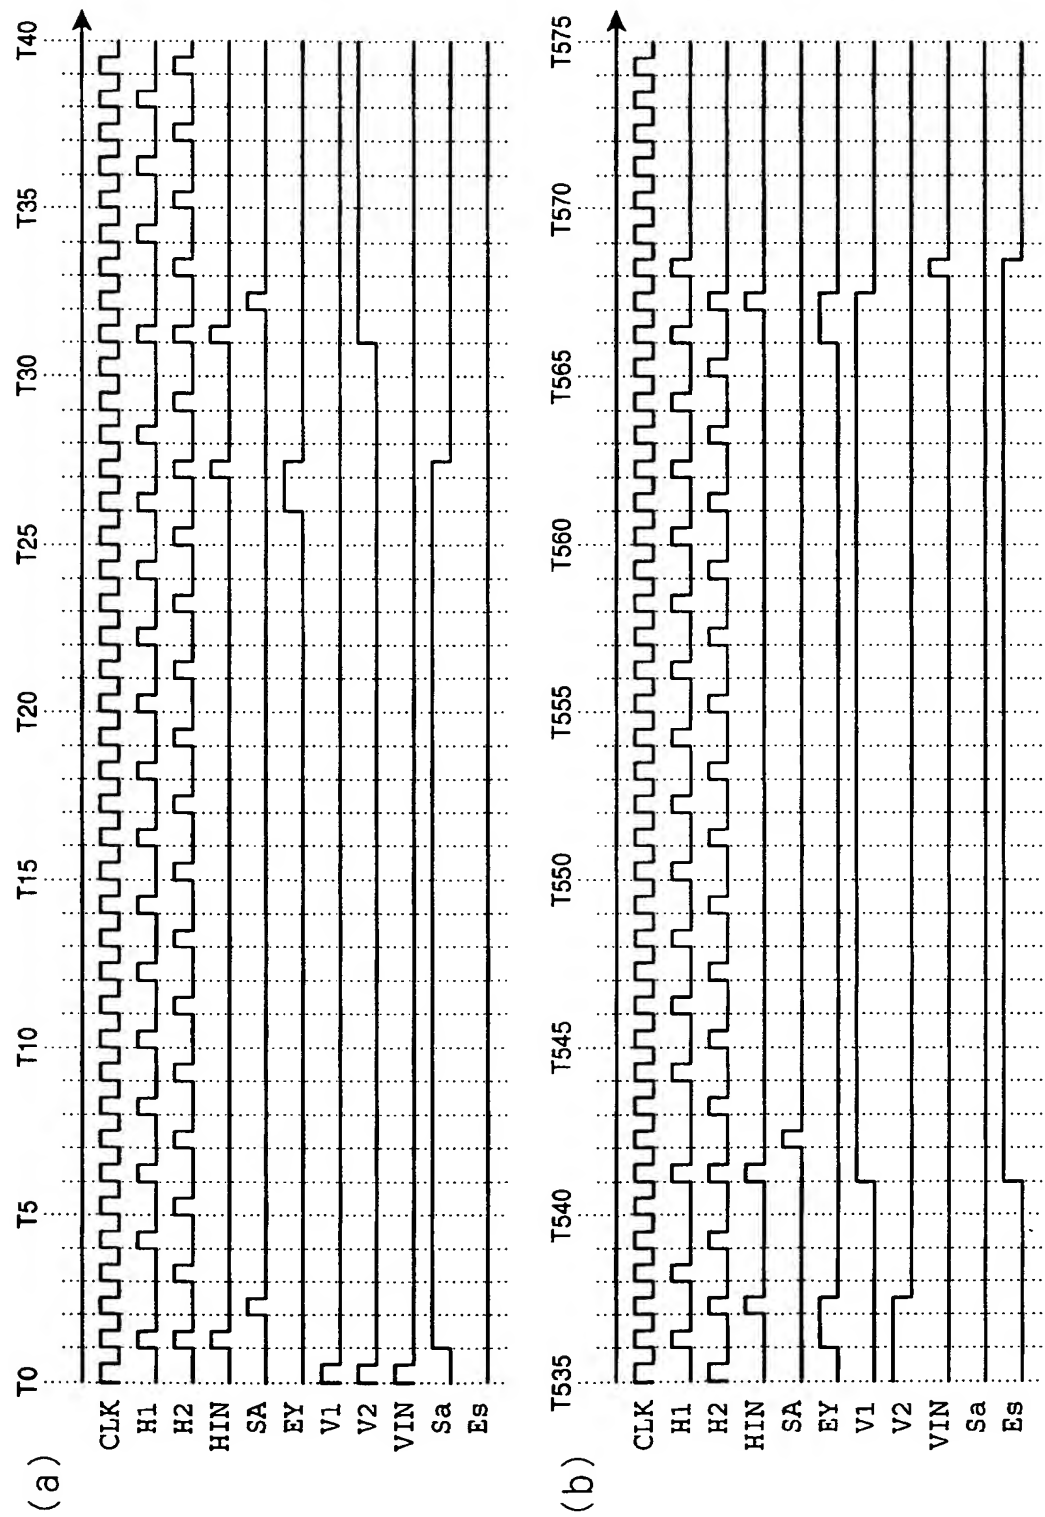 (a)
T0 T5 T10 T15 T20 T25 T30 T35 T40
CLK
H1
H2
HIN
SA
EY
V1
V2
VIN
Sa
Es
(b)
T535 T540 T545 T550 T555 T560 T565 T570 T575
CLK
H1
H2
HIN
SA
EY
V1
V2
VIN
Sa
Es